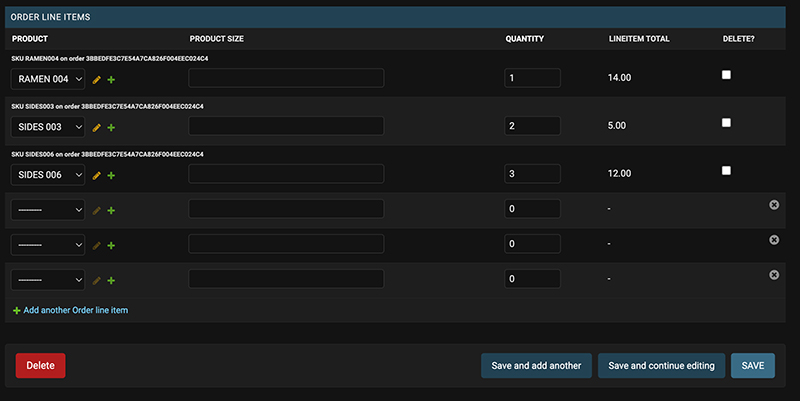 ORDER LINE ITEMS
PRODUCT PRODUCT SIZE QUANTITY LINEITEM TOTAL DELETE?
SKU RAMEN004 on order 3BBEDFE3C7E54A7CA826F004EEC024C4
RAMEN 004 1 14.00
SKU SIDES003 on order 3BBEDFE3C7E54A7CA826F004EEC024C4
SIDES 003 2 5.00
SKU SIDES006 on order 3BBEDFE3C7E54A7CA826F004EEC024C4
SIDES 006 3 12.00
--------- 0 -
--------- 0 -
--------- 0 -
Add another Order line item
Delete Save and add another Save and continue editing SAVE